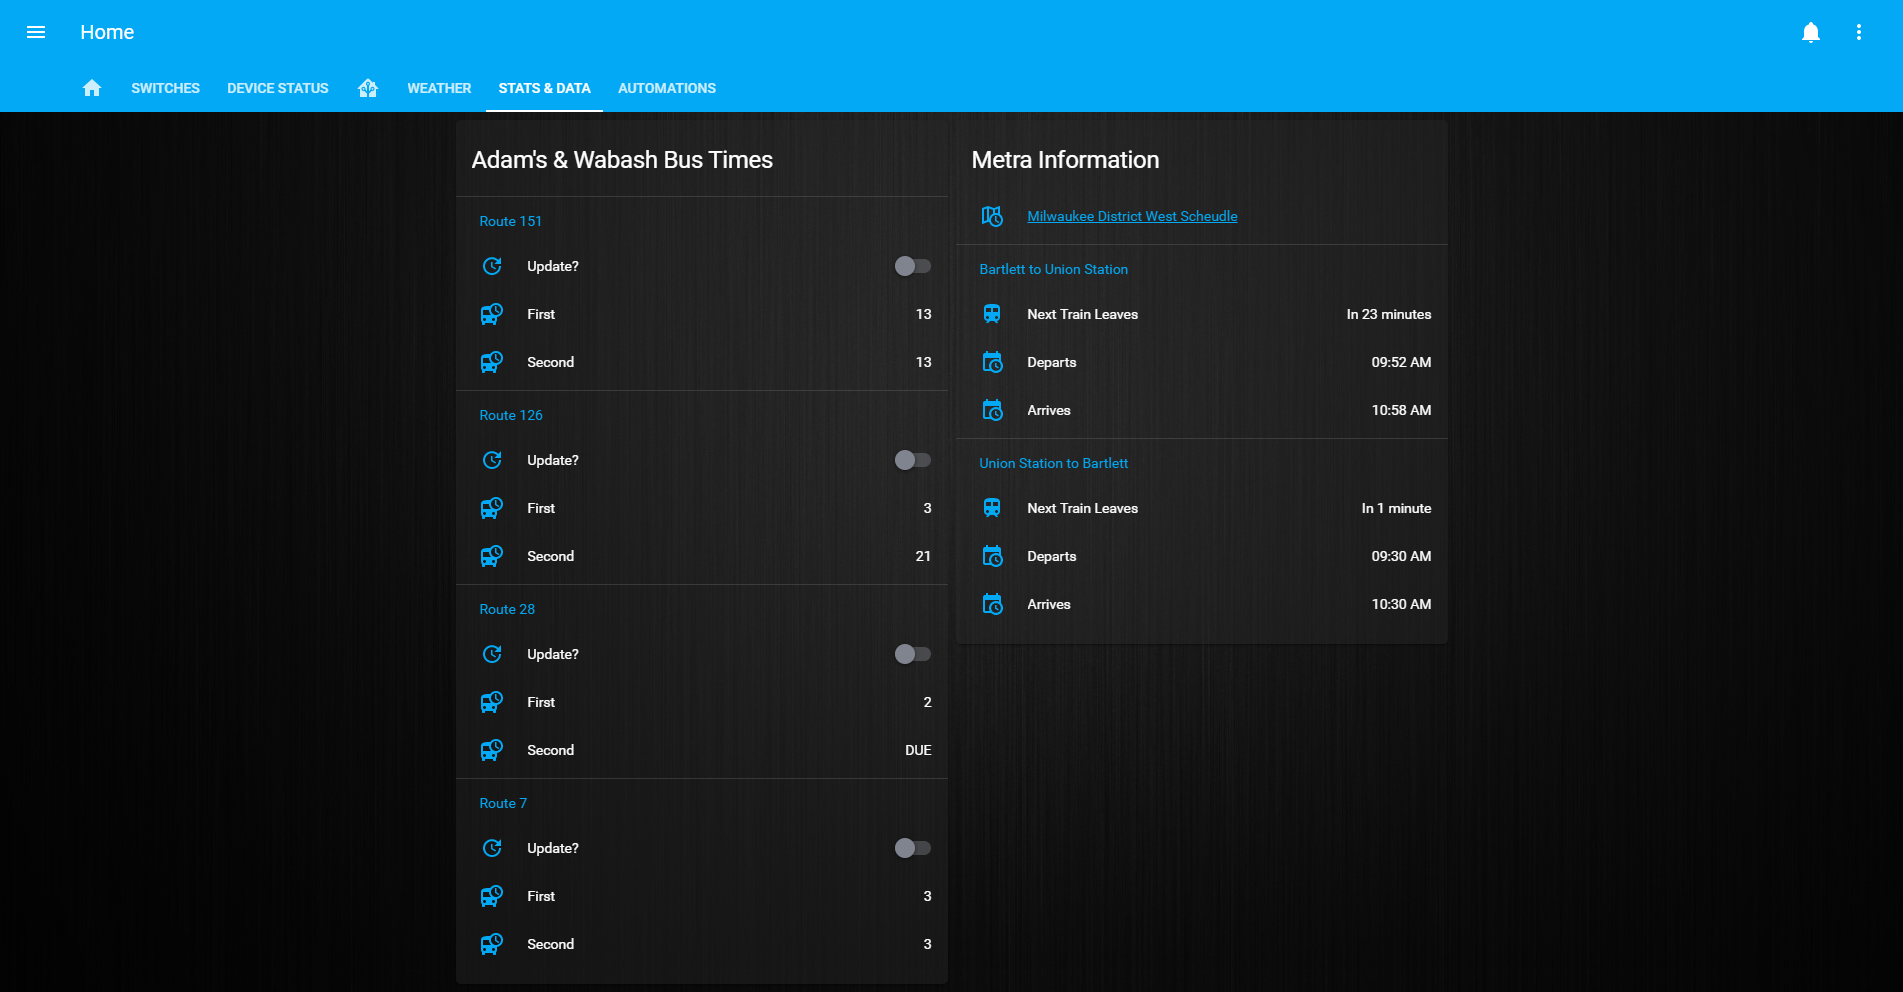 Home
SWITCHES DEVICE STATUS WEATHER STATS & DATA AUTOMATIONS
Adam's & Wabash Bus Times
Route 151
Update?
First 13
Second 13
Route 126
Update?
First 3
Second 21
Route 28
Update?
First 2
Second DUE
Route 7
Update?
First 3
Second 3
Metra Information
Milwaukee District West Scheudle
Bartlett to Union Station
Next Train Leaves In 23 minutes
Departs 09:52 AM
Arrives 10:58 AM
Union Station to Bartlett
Next Train Leaves In 1 minute
Departs 09:30 AM
Arrives 10:30 AM